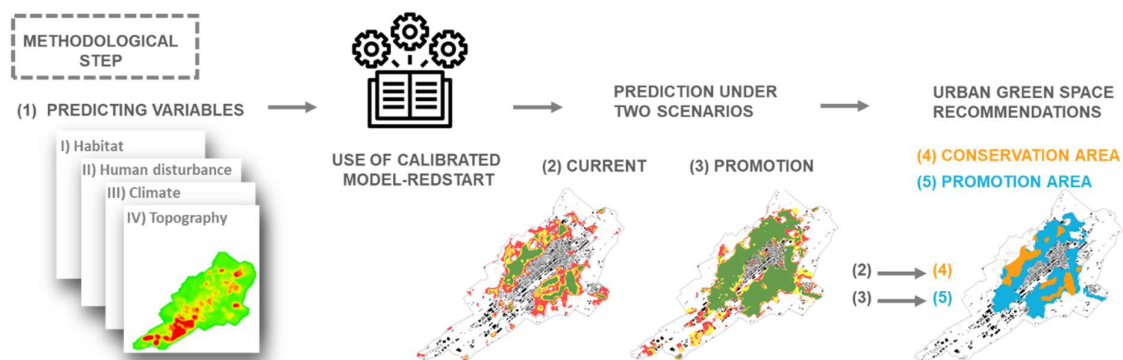 METHODOLOGICAL
STEP
(1) PREDICTING VARIABLES
I) Habitat
II) Human disturbance
III) Climate
IV) Topography
USE OF CALIBRATED
MODEL-REDSTART
PREDICTION UNDER
TWO SCENARIOS
(2) CURRENT
(3) PROMOTION
URBAN GREEN SPACE
RECOMMENDATIONS
(4) CONSERVATION AREA
(5) PROMOTION AREA
(2) (4)
(3) (5)